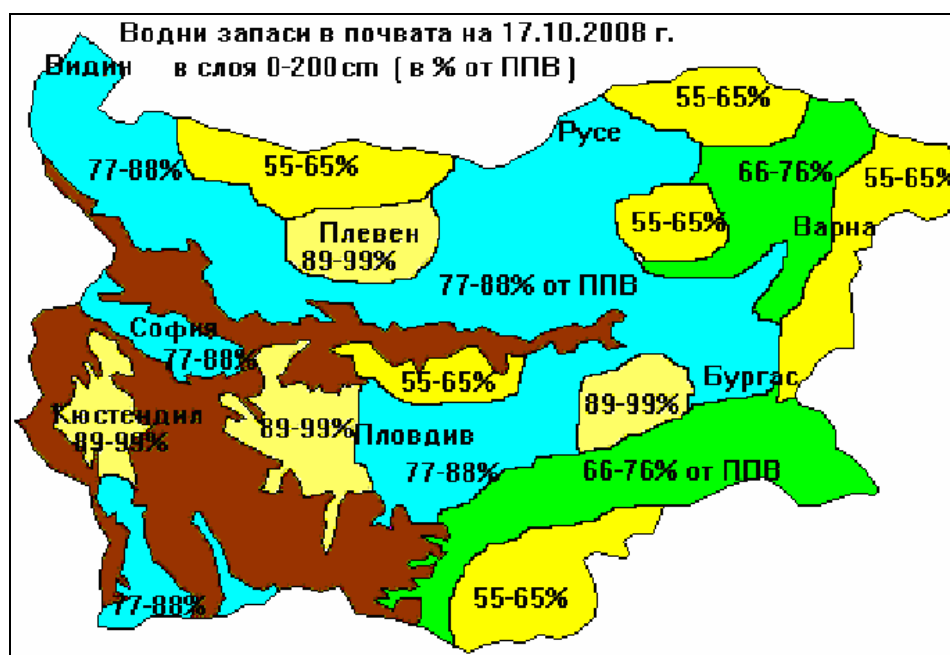 Водни запаси в почвата на 17.10.2008 г.
в слоя 0-200 cm ( в % от ППВ )
Видин
55-65%
Русе
77-88%
55-65%
66-76%
55-65%
55-65%
Плевен
89-99%
Варна
77-88% от ППВ
София
77-88%
55-65%
Бургас
89-99%
Кюстендил
89-99%
89-99%
Пловдив
77-88%
66-76% от ППВ
55-65%
77-88%